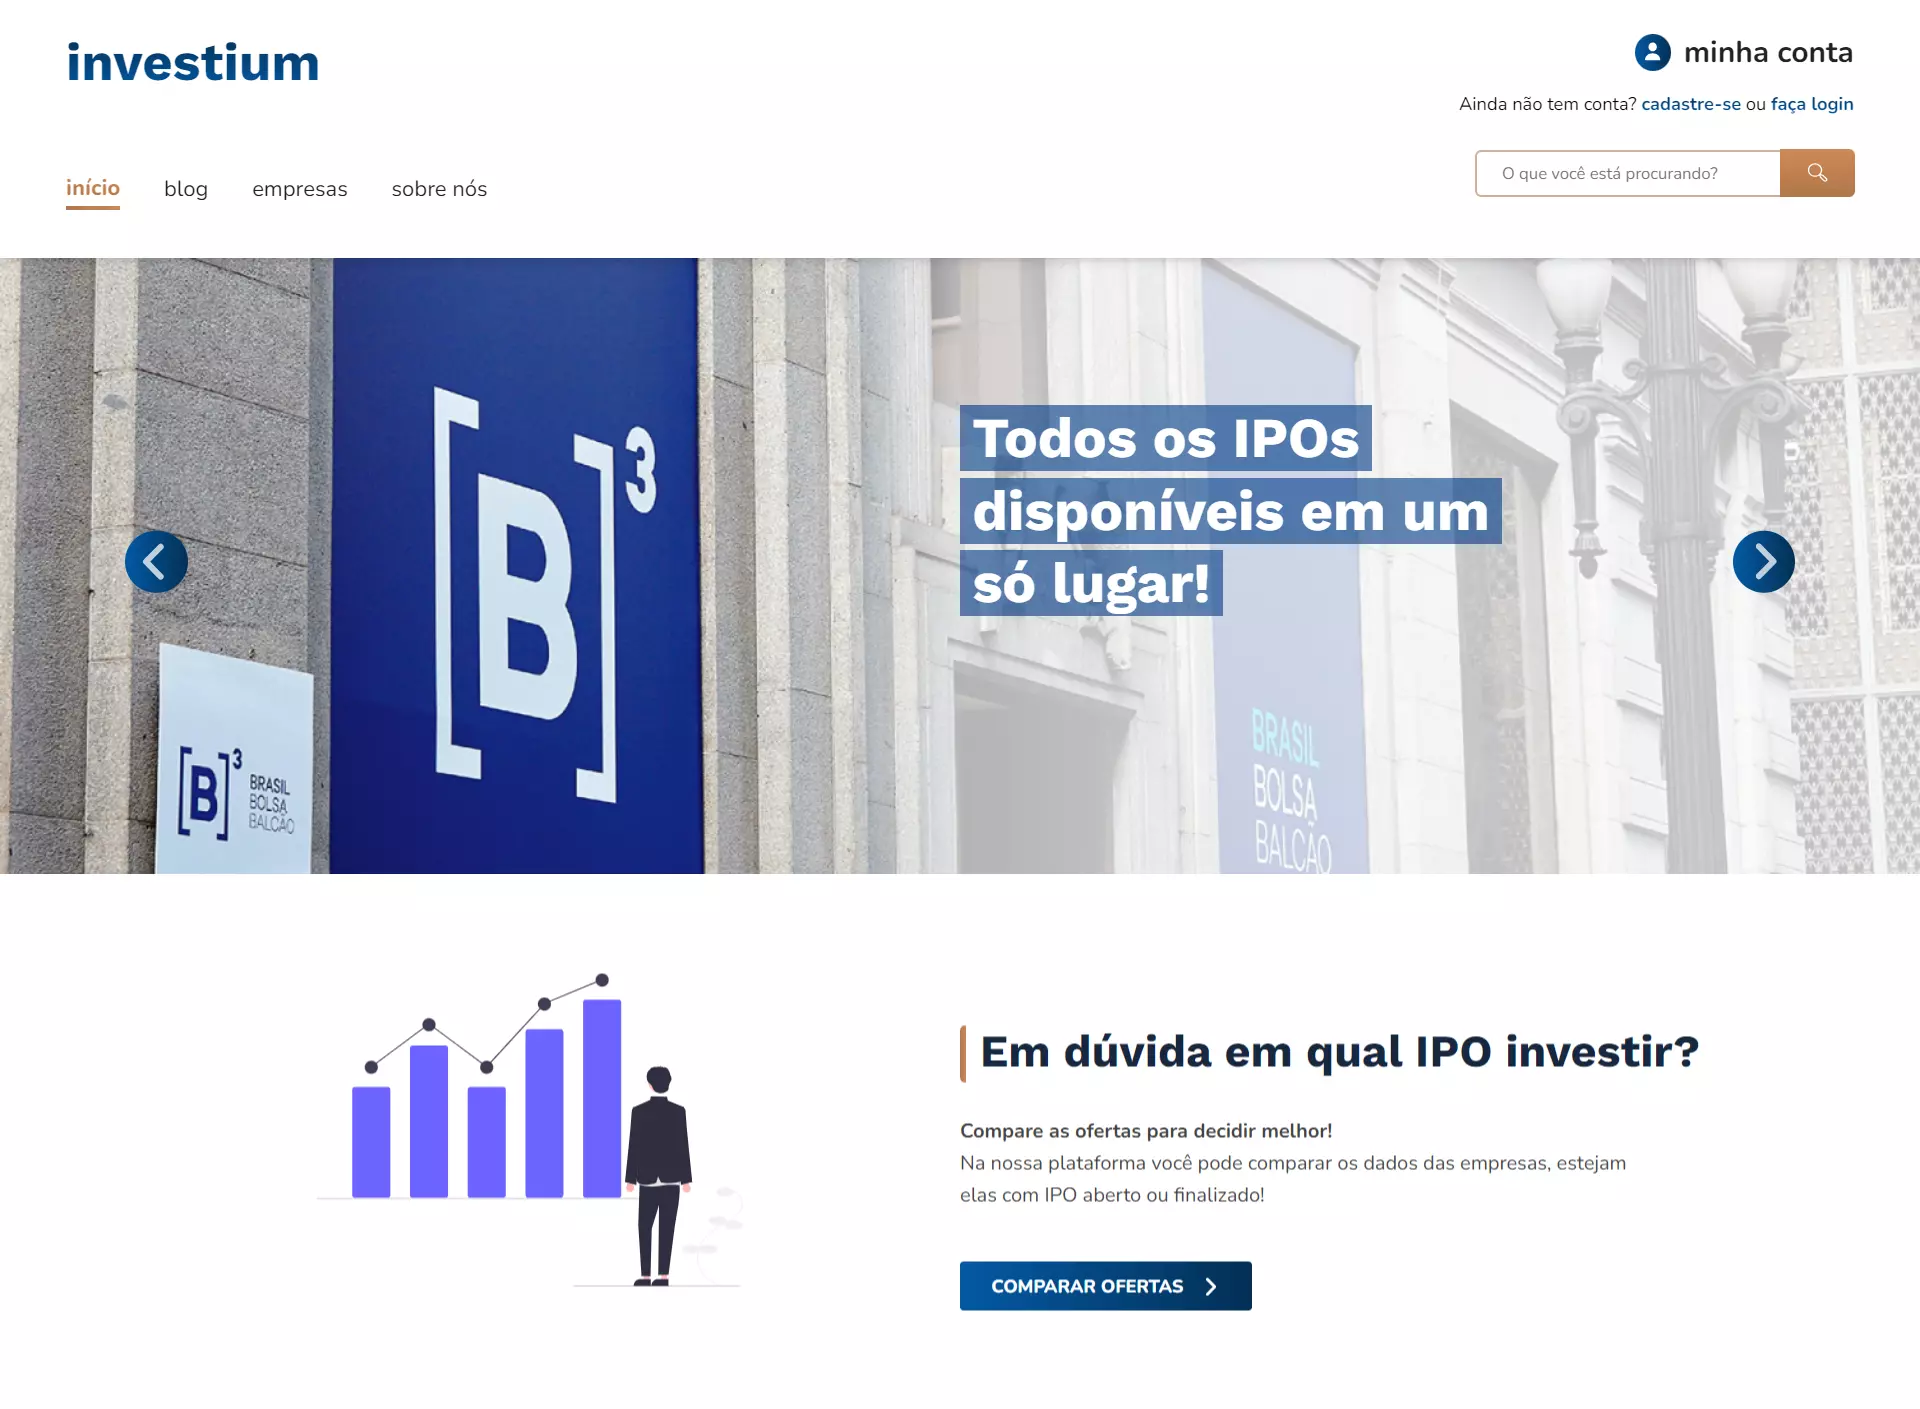 investium
minha conta
Ainda não tem conta? cadastre-se ou faça login
O que você está procurando?
início
blog
empresas
sobre nós
[B]³
Todos os IPOs
disponíveis em um
só lugar!
[B]³
BRASIL
BOLSA
BALCÃO
BRASIL
BOLSA
BALCÃO
Em dúvida em qual IPO investir?
Compare as ofertas para decidir melhor!
Na nossa plataforma você pode comparar os dados das empresas, estejam
elas com IPO aberto ou finalizado!
COMPARAR OFERTAS